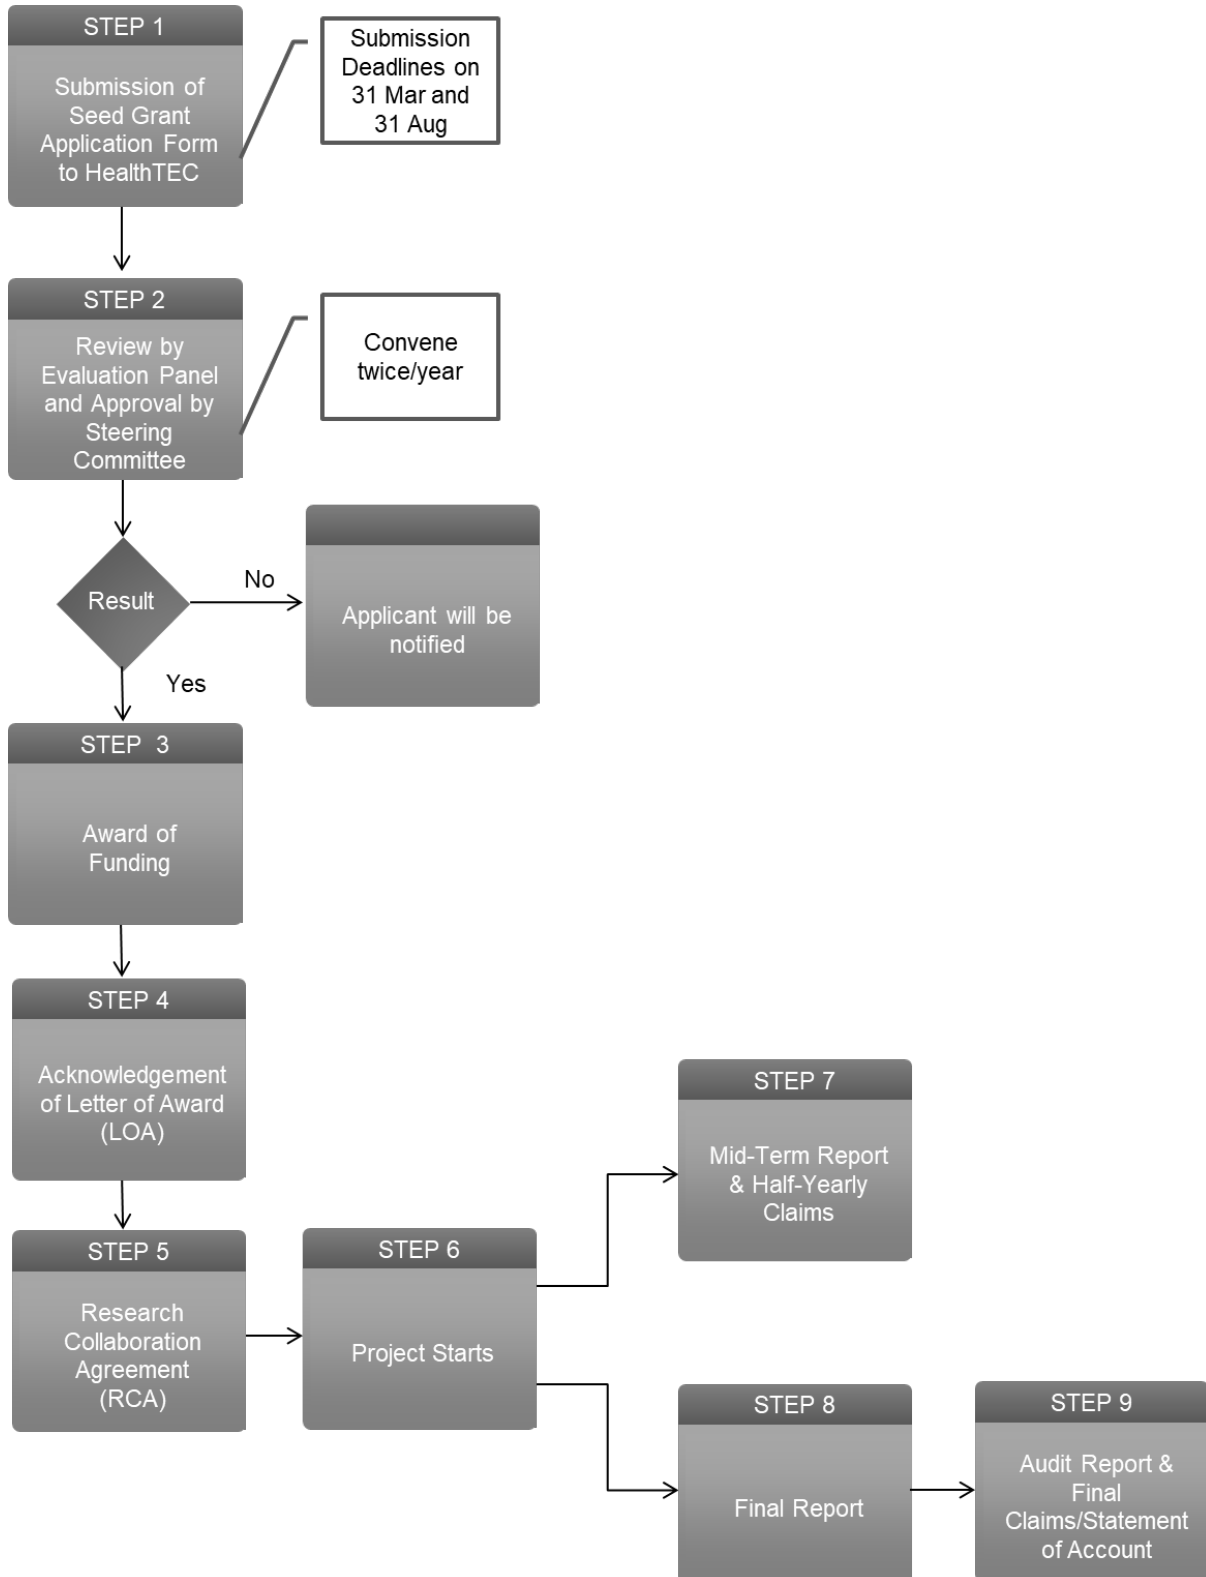 STEP 1
Submission of
Seed Grant
Application Form
to HealthTEC
Submission
Deadlines on
31 Mar and
31 Aug
STEP 2
Review by
Evaluation Panel
and Approval by
Steering
Committee
Convene
twice/year
Result
No
Applicant will be
notified
Yes
STEP 3
Award of
Funding
STEP 4
Acknowledgement
of Letter of Award
(LOA)
STEP 5
Research
Collaboration
Agreement
(RCA)
STEP 6
Project Starts
STEP 7
Mid-Term Report
& Half-Yearly
Claims
STEP 8
Final Report
STEP 9
Audit Report &
Final
Claims/Statement
of Account